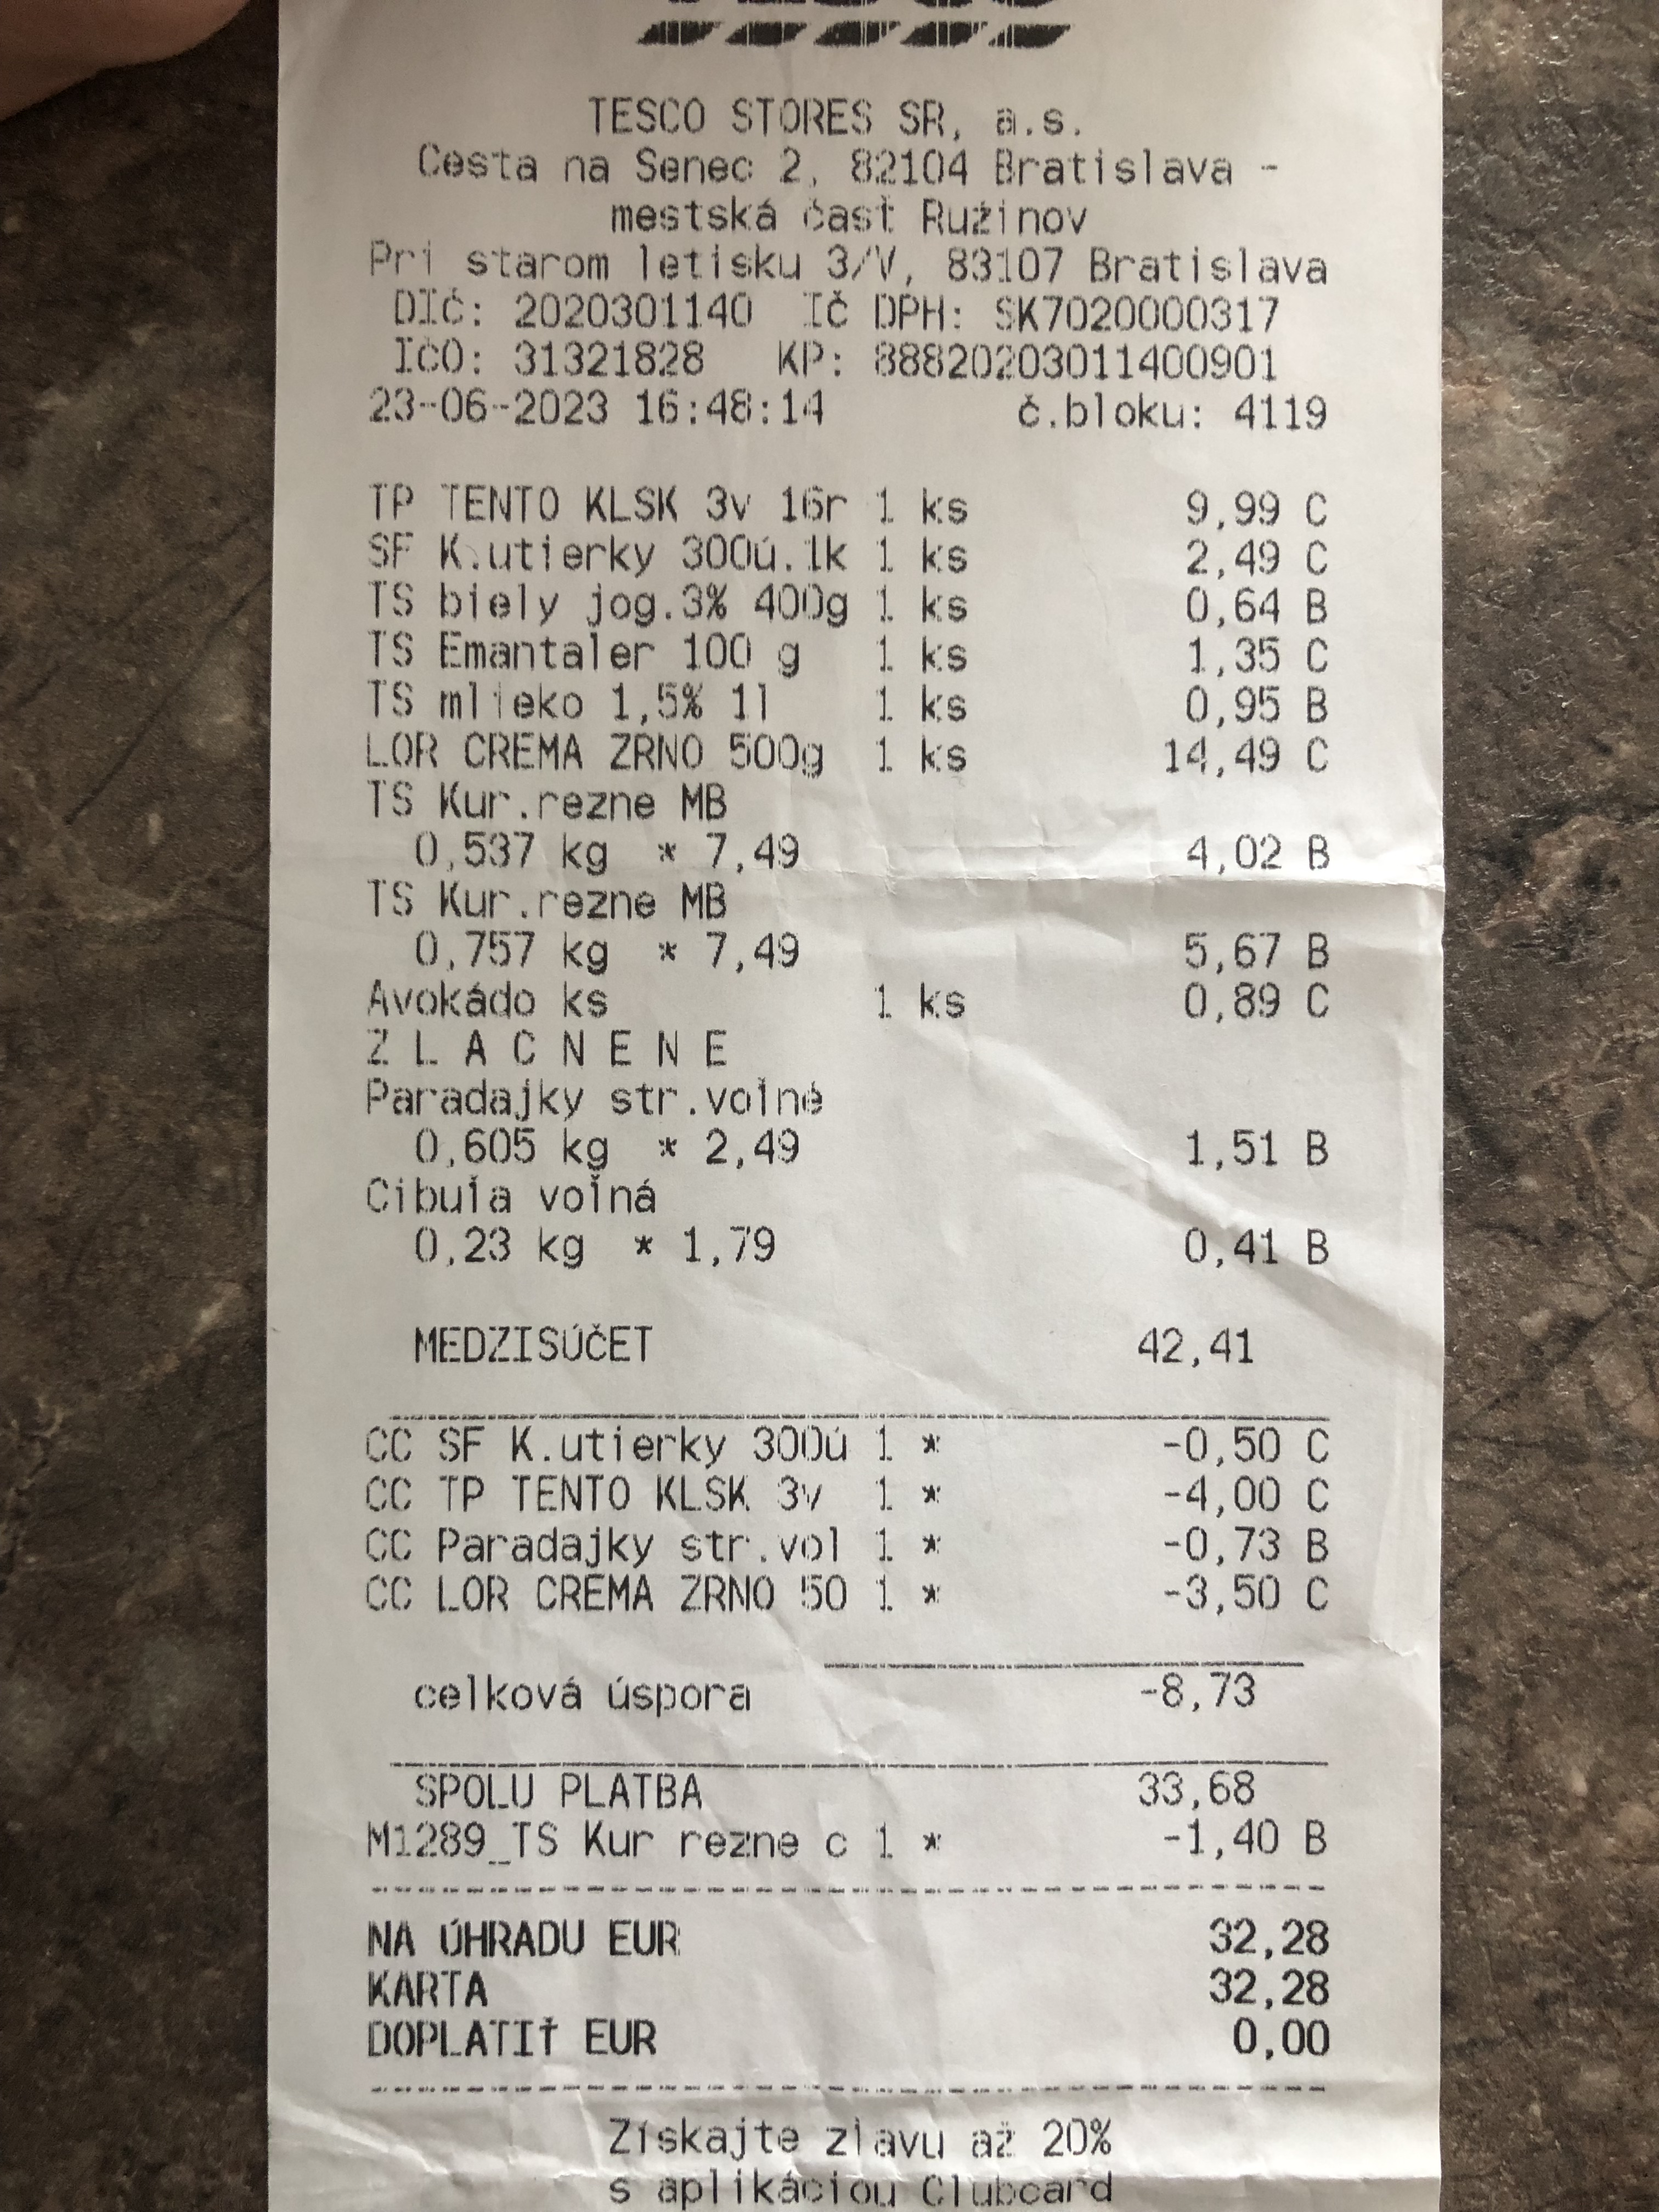 TESCO STORES SR, a.s.
Cesta na Senec 2, 82104 Bratislava -
mestská časť Ružinov
Pri starom letisku 3/V, 83107 Bratislava
DIČ: 2020301140 IČ DPH: SK7020000317
IČO: 31321828 KP: 88820203011400901
23-06-2023 16:48:14 č.bloku: 4119
TP TENTO KLSK 3v 16r 1 ks 9,99 C
SF K.utierky 300ú.1k 1 ks 2,49 C
TS biely jog.3% 400g 1 ks 0,64 B
TS Emantaler 100 g 1 ks 1,35 C
TS mlieko 1,5% 1l 1 ks 0,95 B
LOR CREMA ZRNO 500g 1 ks 14,49 C
TS Kur.rezne MB
0,537 kg * 7,49 4,02 B
TS Kur.rezne MB
0,757 kg * 7,49 5,67 B
Avokádo ks 1 ks 0,89 C
Z L A C N E N E
Paradajky str.voľné
0,605 kg * 2,49 1,51 B
Cibuľa voľná
0,23 kg * 1,79 0,41 B
MEDZISÚČET 42,41
CC SF K.utierky 300ú 1 * -0,50 C
CC TP TENTO KLSK 3v 1 * -4,00 C
CC Paradajky str.vol 1 * -0,73 B
CC LOR CREMA ZRNO 50 1 * -3,50 C
celková úspora -8,73
SPOLU PLATBA 33,68
M1289_TS Kur rezne c 1 * -1,40 B
NA ÚHRADU EUR 32,28
KARTA 32,28
DOPLATIŤ EUR 0,00
Získajte zľavu až 20%
s aplikáciou Clubcard